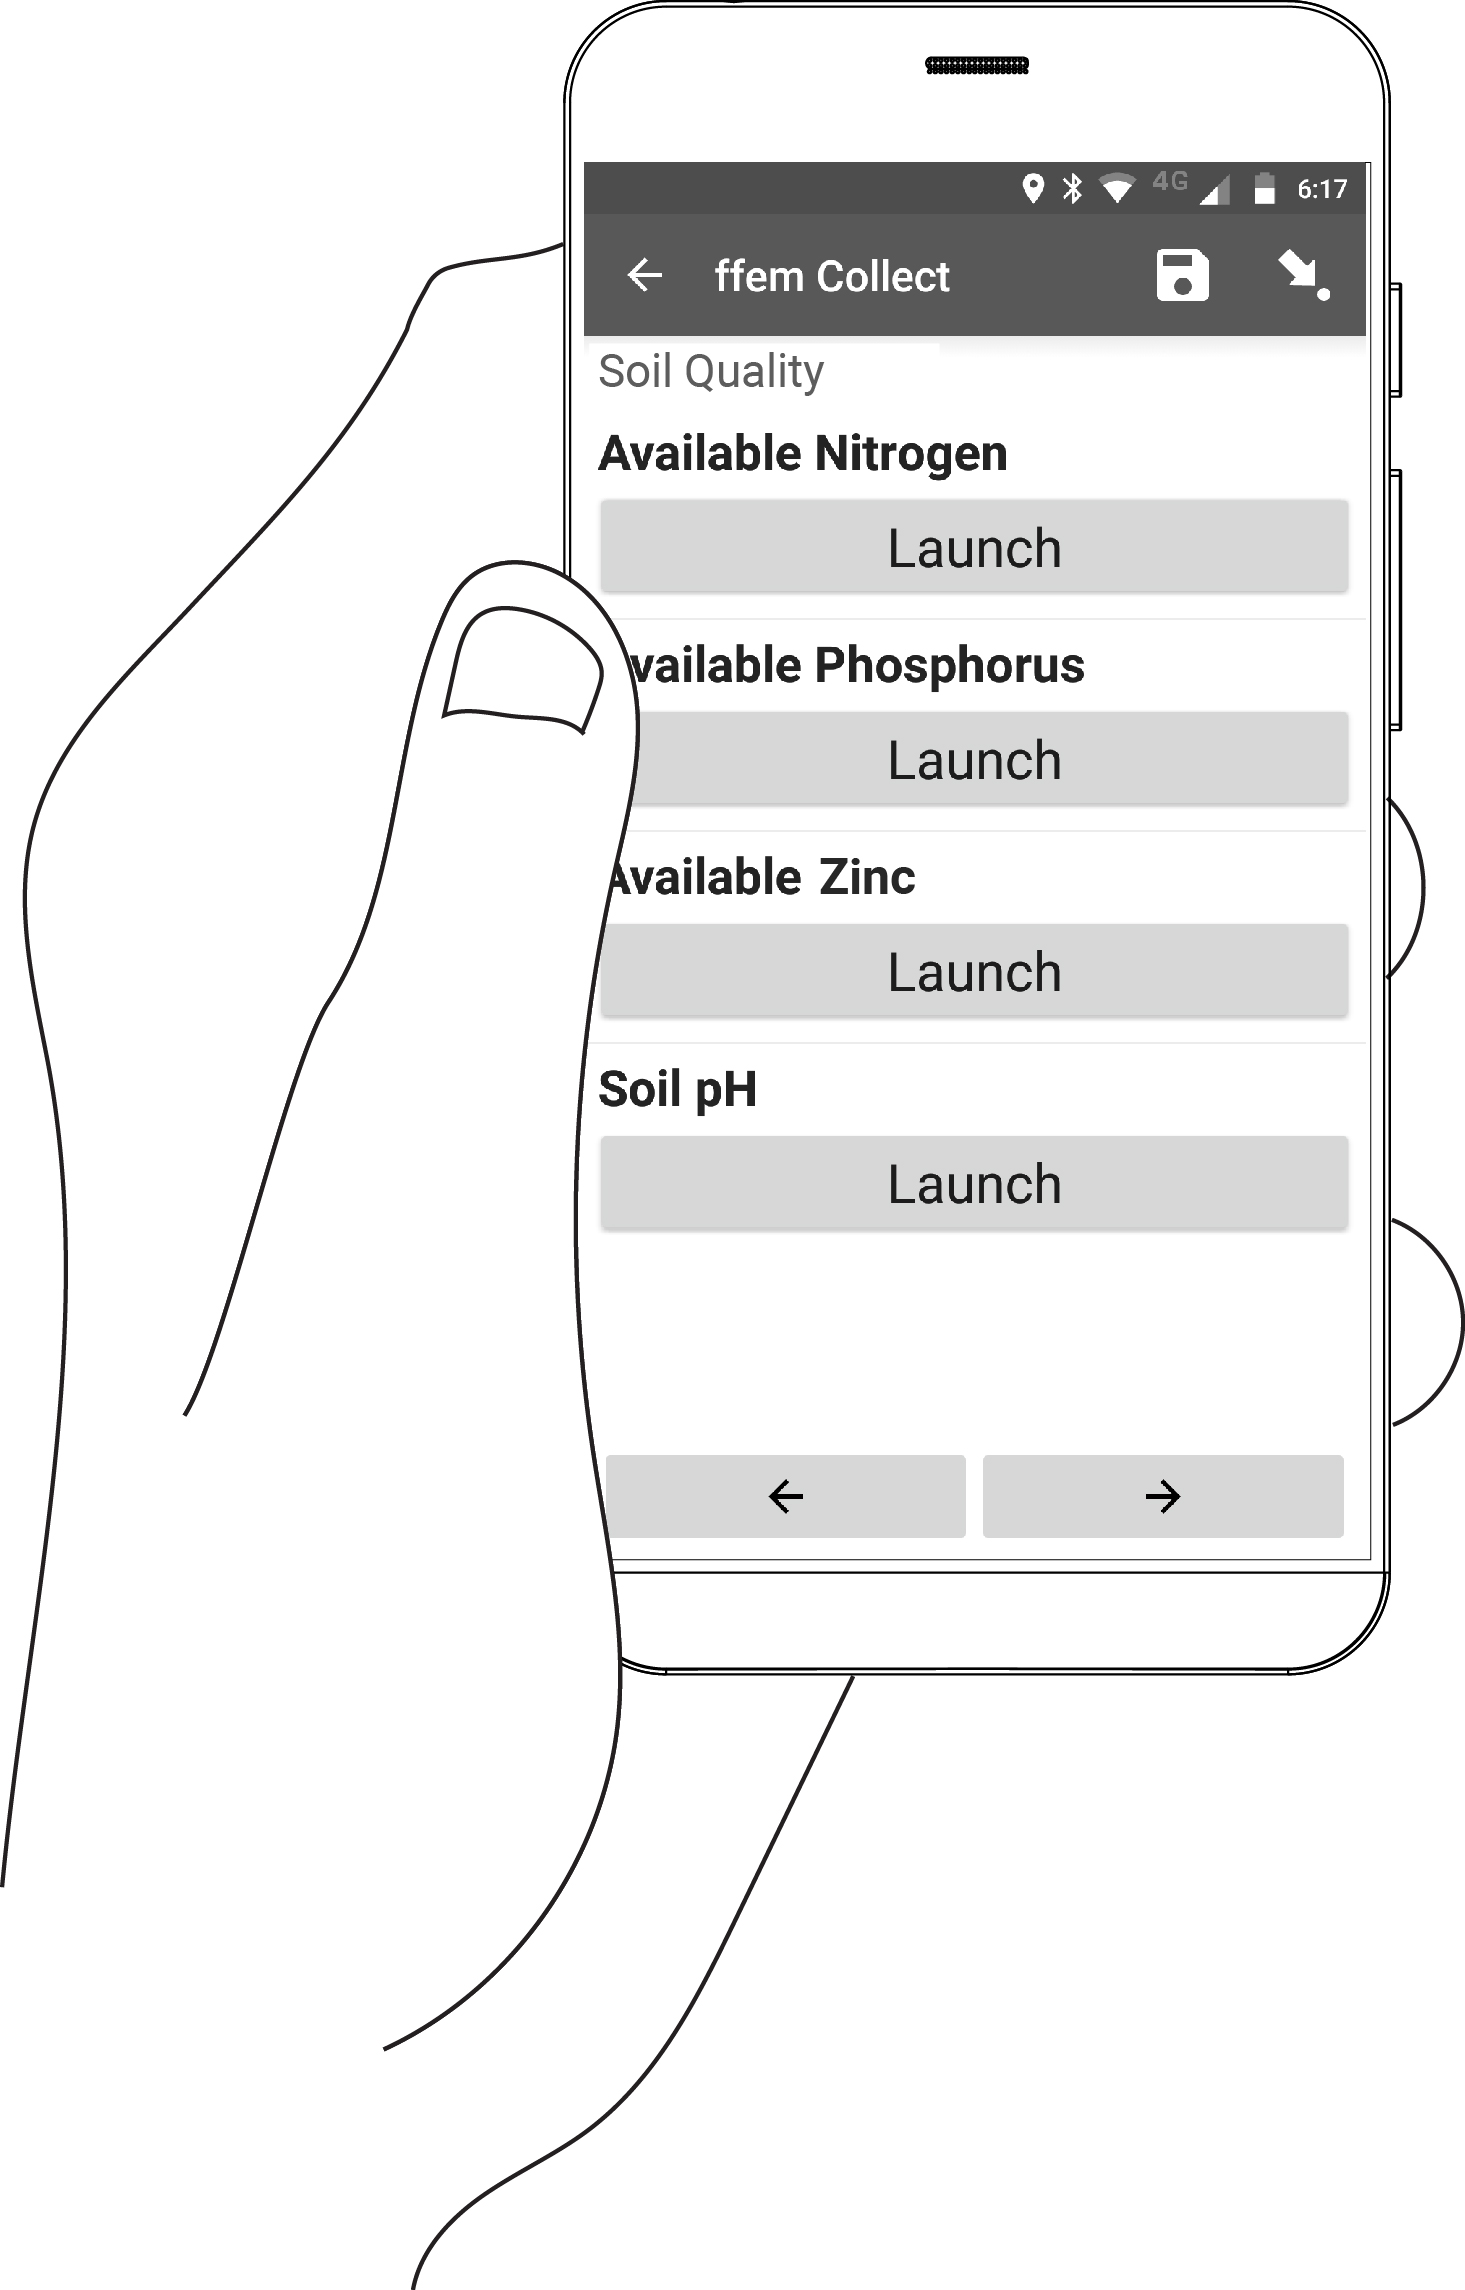 4G 6:17
ffem Collect
Soil Quality
Available Nitrogen
Launch
vailable Phosphorus
Launch
Available Zinc
Launch
Soil pH
Launch